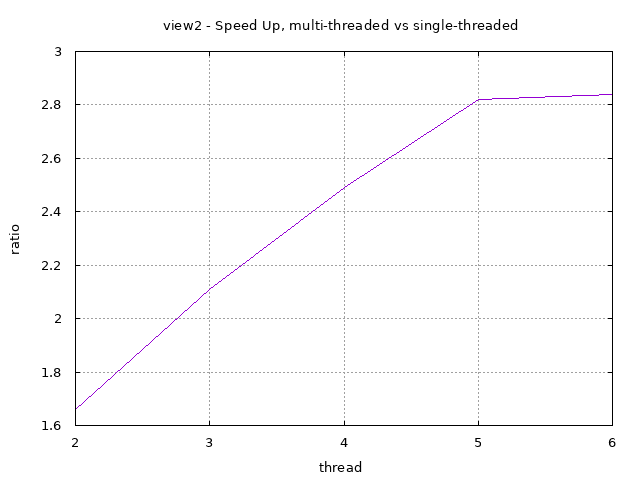 view2 - Speed Up, multi-threaded vs single-threaded
3
2.8
2.6
2.4
2.2
2
1.8
1.6
ratio
2 3 4 5 6
thread